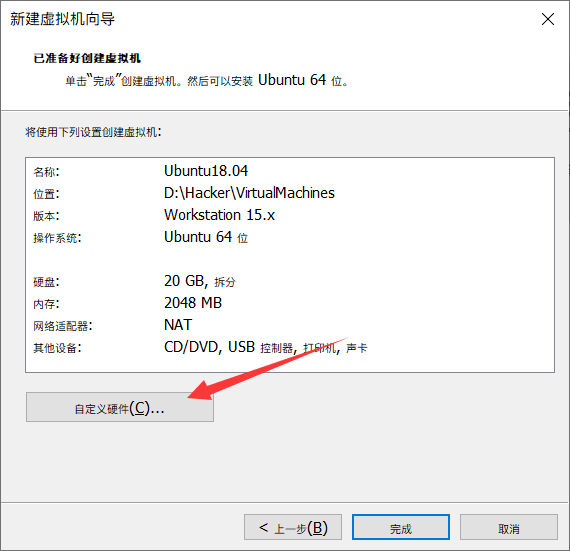 新建虚拟机向导
已准备好创建虚拟机
单击“完成”创建虚拟机。然后可以安装 Ubuntu 64 位。
将使用下列设置创建虚拟机:
名称: Ubuntu18.04
位置: D:\Hacker\VirtualMachines
版本: Workstation 15.x
操作系统: Ubuntu 64 位
硬盘: 20 GB, 拆分
内存: 2048 MB
网络适配器: NAT
其他设备: CD/DVD, USB 控制器, 打印机, 声卡
自定义硬件(C)...
< 上一步(B) 完成 取消